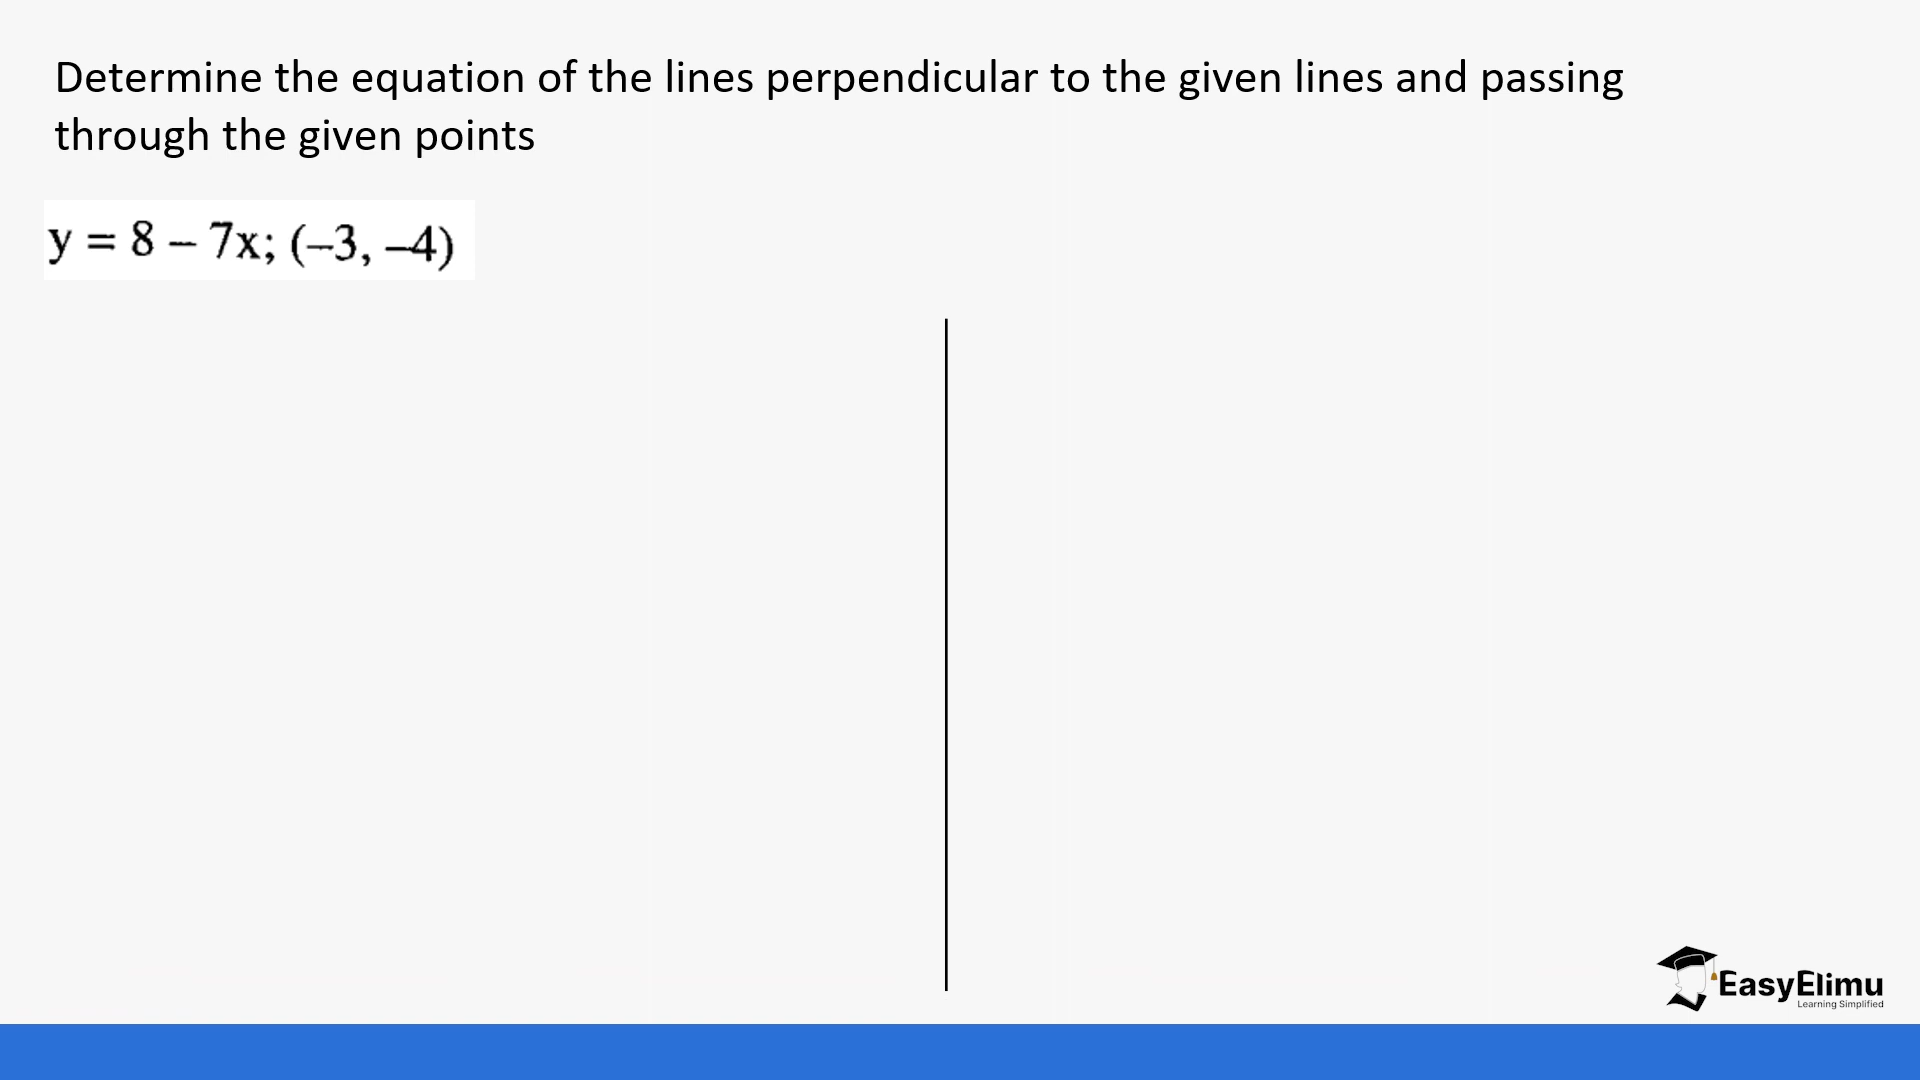 Determine the equation of the lines perpendicular to the given lines and passing
through the given points
y = 8 – 7x; (–3, –4)
EasyElimu
Learning Simplified